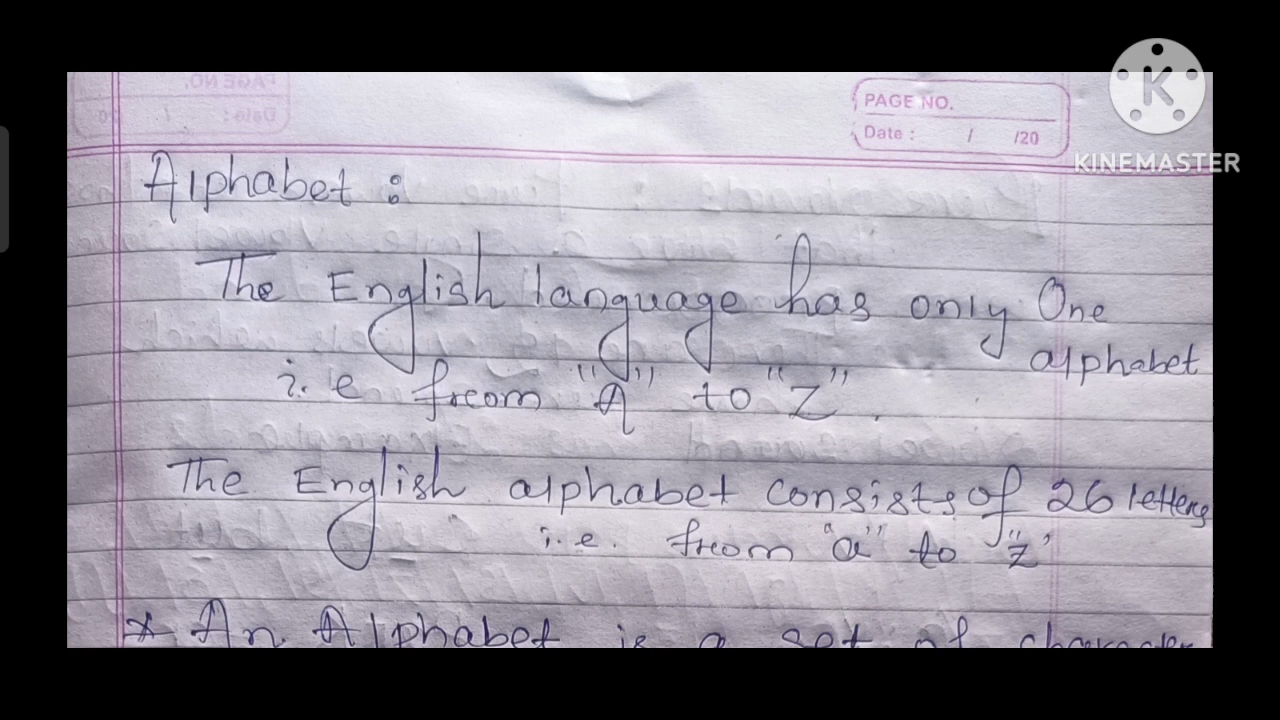 PAGE NO.
Date : / /20
KINEMASTER
Alphabet :
The English language has only One
alphabet
i. e from "A" to "Z".
The English alphabet consists of 26 letters
i.e. from "a" to "z"
* An Alphabet is a set of character